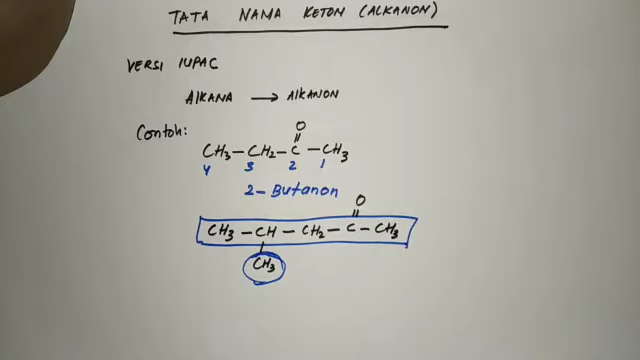 TATA NAMA KETON (ALKANON)
VERSI IUPAC
AlKANA → AlKANON
Contoh:
O
CH3 – CH2 – C – CH3
4 3 2 1
2 - Butanon
O
CH3 – CH – CH2 – C – CH3
CH3